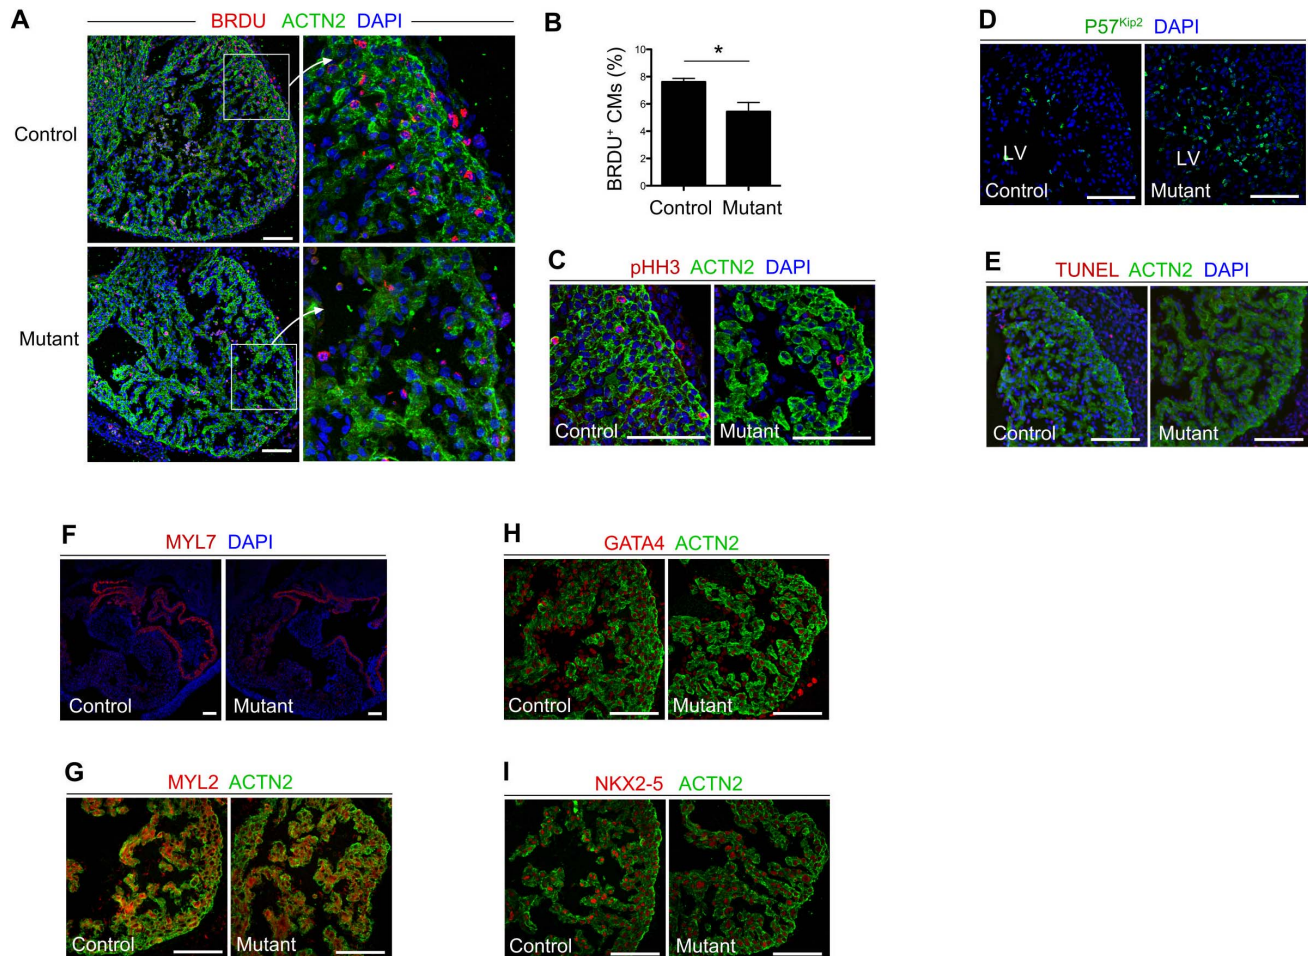 A
BRDU ACTN2 DAPI
Control
Mutant
B
BRDU⁺ CMs (%)
10
8
6
4
2
0
*
Control Mutant
C
pHH3 ACTN2 DAPI
Control Mutant
D
P57ᴷⁱᵖ² DAPI
LV LV
Control Mutant
E
TUNEL ACTN2 DAPI
Control Mutant
F
MYL7 DAPI
Control Mutant
G
MYL2 ACTN2
Control Mutant
H
GATA4 ACTN2
Control Mutant
I
NKX2-5 ACTN2
Control Mutant